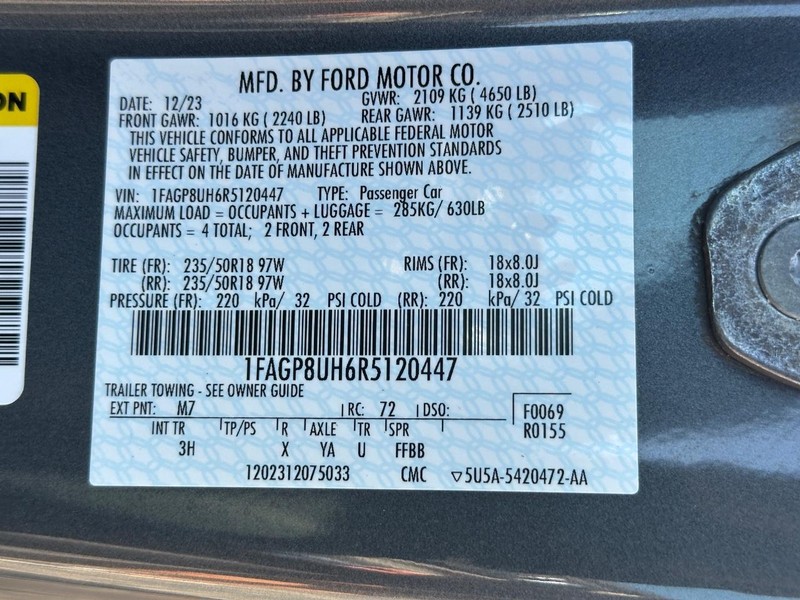 ON
MFD. BY FORD MOTOR CO.
DATE: 12/23 GVWR: 2109 KG ( 4650 LB)
FRONT GAWR: 1016 KG ( 2240 LB) REAR GAWR: 1139 KG ( 2510 LB)
THIS VEHICLE CONFORMS TO ALL APPLICABLE FEDERAL MOTOR
VEHICLE SAFETY, BUMPER, AND THEFT PREVENTION STANDARDS
IN EFFECT ON THE DATE OF MANUFACTURE SHOWN ABOVE.
VIN: 1FAGP8UH6R5120447 TYPE: Passenger Car
MAXIMUM LOAD = OCCUPANTS + LUGGAGE = 285KG/ 630LB
OCCUPANTS = 4 TOTAL; 2 FRONT, 2 REAR
TIRE (FR): 235/50R18 97W RIMS (FR): 18x8.0J
(RR): 235/50R18 97W (RR): 18x8.0J
PRESSURE (FR): 220 kPa/ 32 PSI COLD (RR): 220 kPa/ 32 PSI COLD
1FAGP8UH6R5120447
TRAILER TOWING - SEE OWNER GUIDE
EXT PNT: M7 RC: 72 DSO: F0069
R0155
INT TR TP/PS R AXLE TR SPR
3H X YA U FFBB
1202312075033 CMC ▽5U5A-5420472-AA